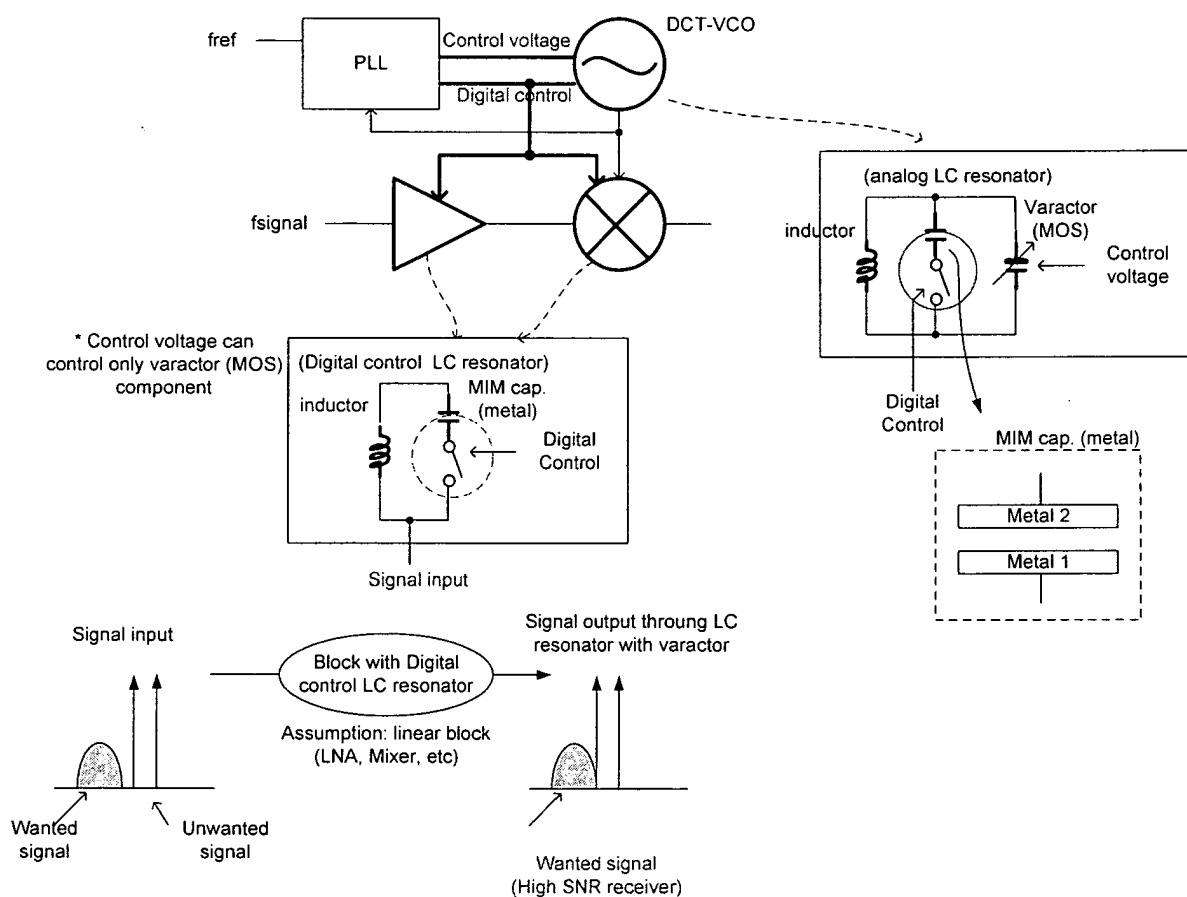 DCT-VCO
fref
PLL
Control voltage
Digital control
fsignal
(analog LC resonator)
inductor
Varactor
(MOS)
Control
voltage
Digital
Control
MIM cap. (metal)
Metal 2
Metal 1
* Control voltage can
control only varactor (MOS)
component
(Digital control LC resonator)
MIM cap.
(metal)
inductor
Digital
Control
Signal input
Signal input
Block with Digital
control LC resonator
Assumption: linear block
(LNA, Mixer, etc)
Signal output throung LC
resonator with varactor
Wanted
signal
Unwanted
signal
Wanted signal
(High SNR receiver)